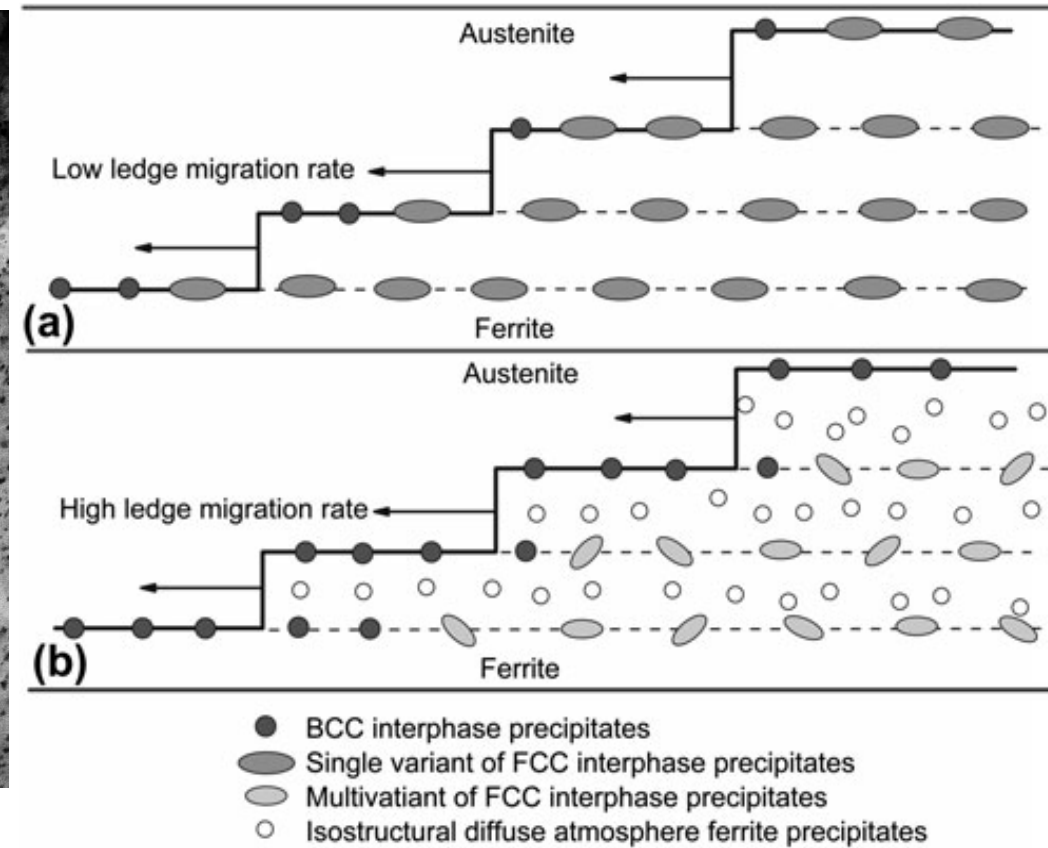 Austenite
Low ledge migration rate
(a)
Ferrite
Austenite
High ledge migration rate
(b)
Ferrite
BCC interphase precipitates
Single variant of FCC interphase precipitates
Multivatiant of FCC interphase precipitates
Isostructural diffuse atmosphere ferrite precipitates